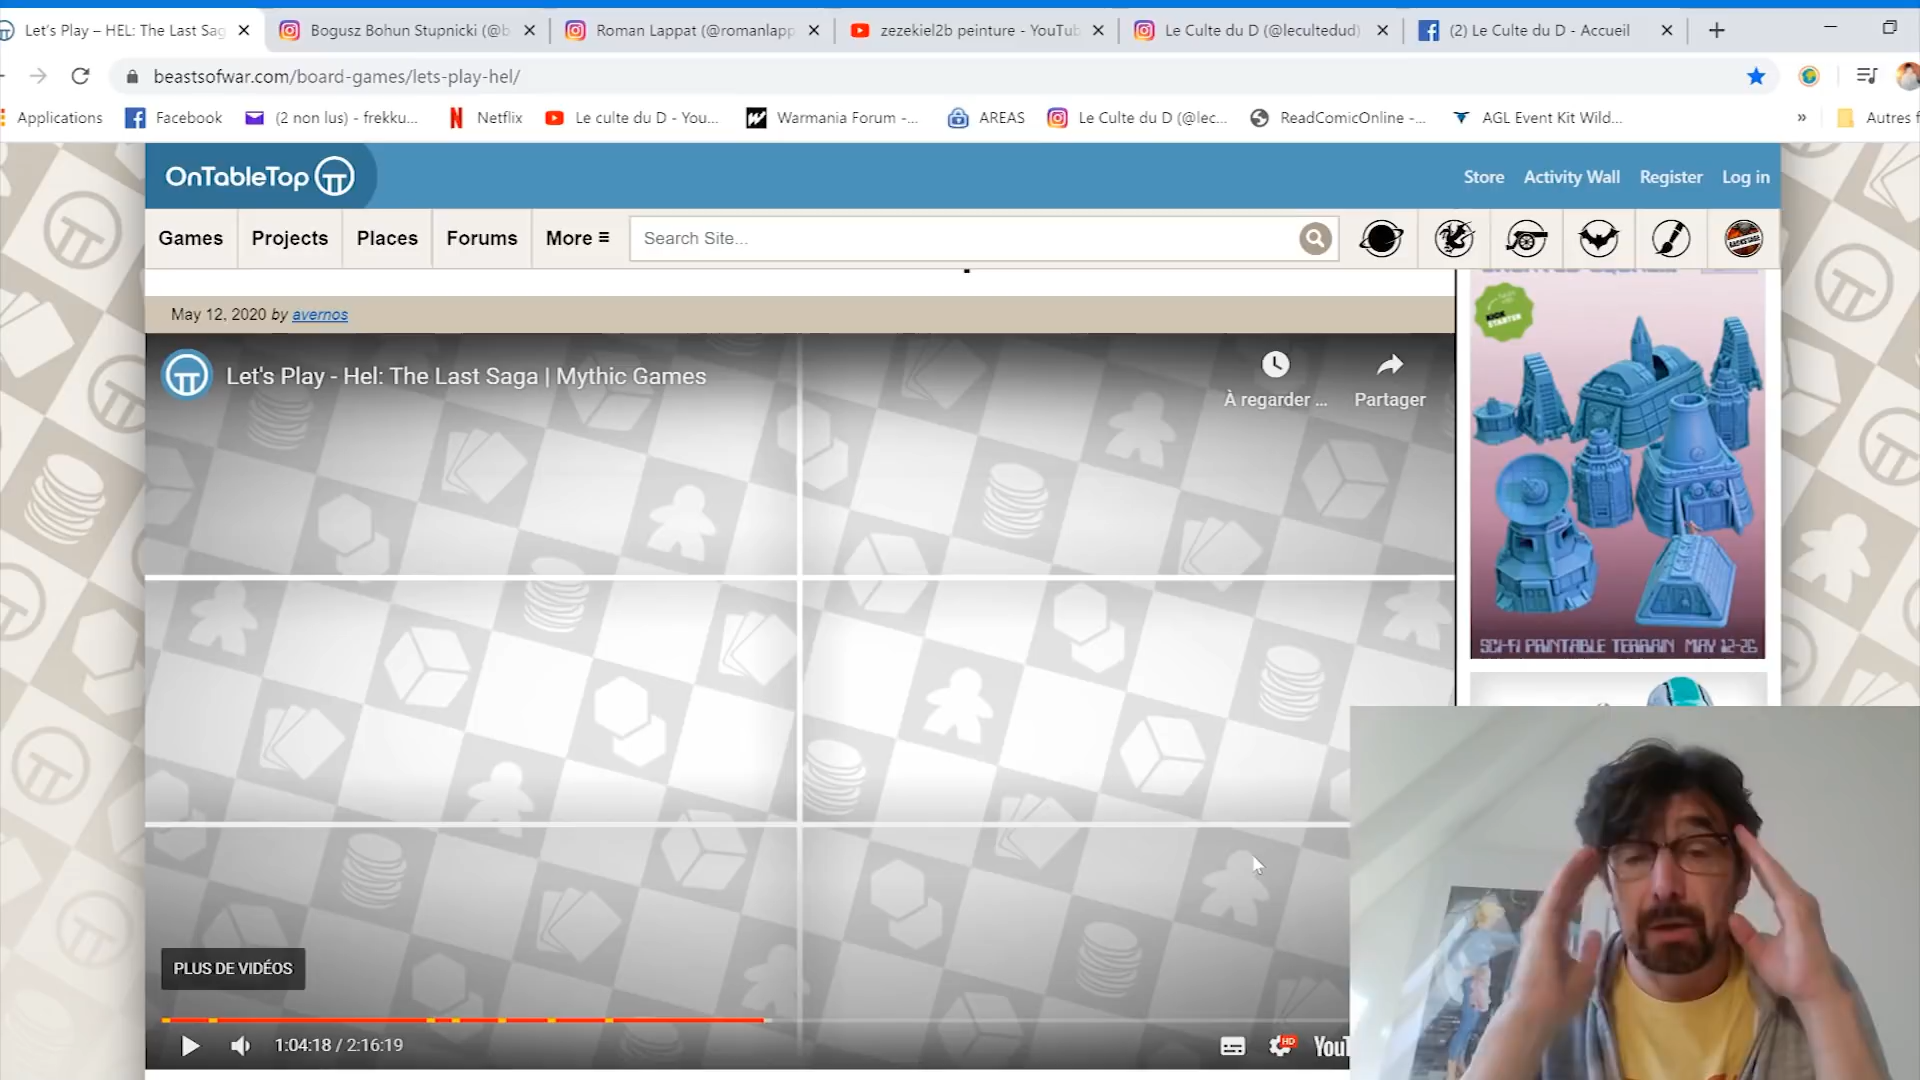 Let's Play – HEL: The Last Sag
Bogusz Bohun Stupnicki (@b
Roman Lappat (@romanlapp
zezekiel2b peinture - YouTub
Le Culte du D (@lecultedud)
(2) Le Culte du D - Accueil
beastsofwar.com/board-games/lets-play-hel/
Applications
Facebook
(2 non lus) - frekku...
Netflix
Le culte du D - You...
Warmania Forum -...
AREAS
Le Culte du D (@lec...
ReadComicOnline -...
AGL Event Kit Wild...
»
Autres f
OnTableTop
Store
Activity Wall
Register
Log in
Games
Projects
Places
Forums
More ≡
Search Site...
BACKSTAGE
May 12, 2020 by avernos
Let's Play - Hel: The Last Saga | Mythic Games
À regarder ...
Partager
KICK
STARTER
SCI-FI PRINTABLE TERRAIN MAY 12-26
PLUS DE VIDÉOS
1:04:18 / 2:16:19
HD
YouT